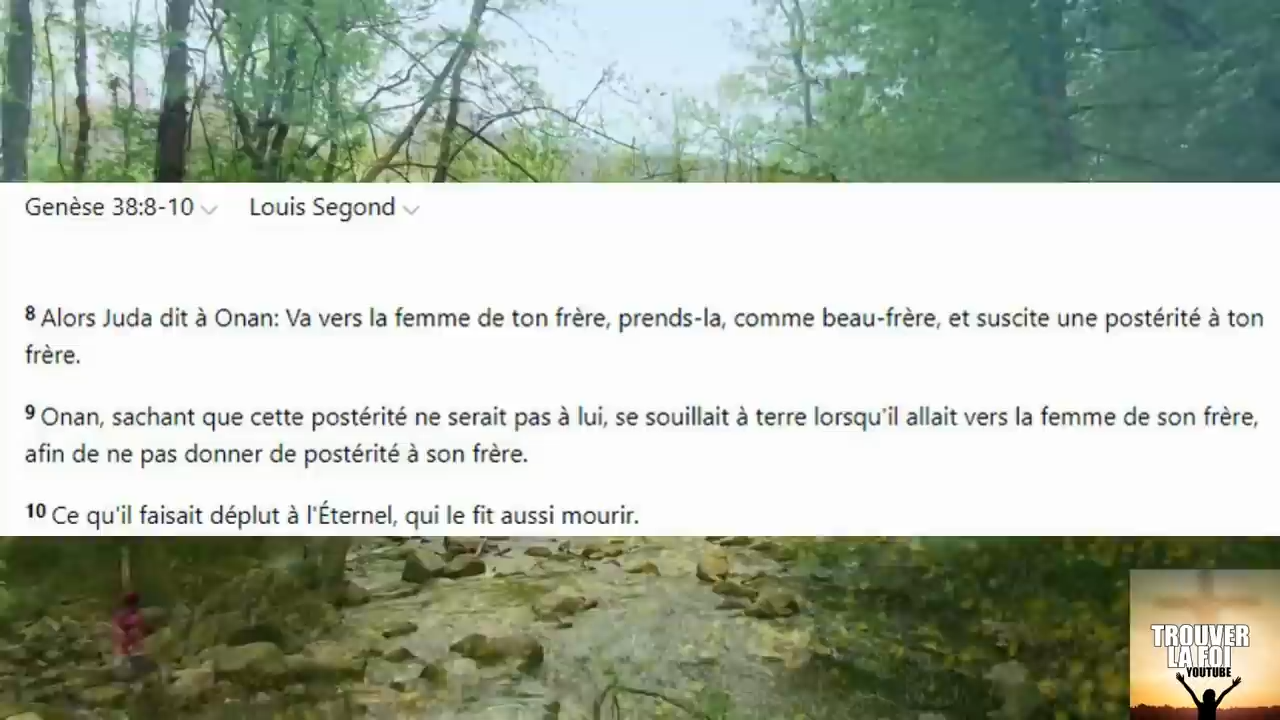 Genèse 38:8-10 Louis Segond
8 Alors Juda dit à Onan: Va vers la femme de ton frère, prends-la, comme beau-frère, et suscite une postérité à ton
frère.
9 Onan, sachant que cette postérité ne serait pas à lui, se souillait à terre lorsqu'il allait vers la femme de son frère,
afin de ne pas donner de postérité à son frère.
10 Ce qu'il faisait déplut à l'Éternel, qui le fit aussi mourir.
TROUVER
LA FOI
YOUTUBE